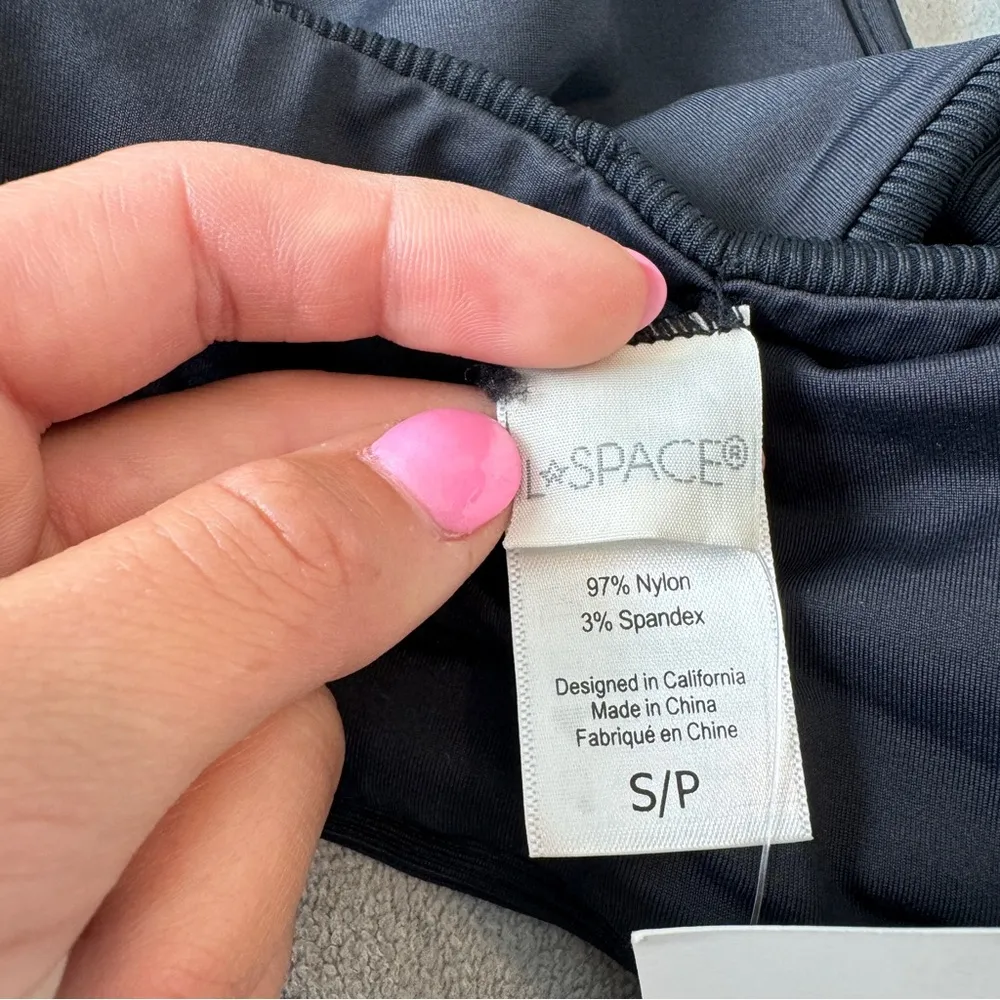 L☆SPACE®
97% Nylon
3% Spandex
Designed in California
Made in China
Fabriqué en Chine
S/P